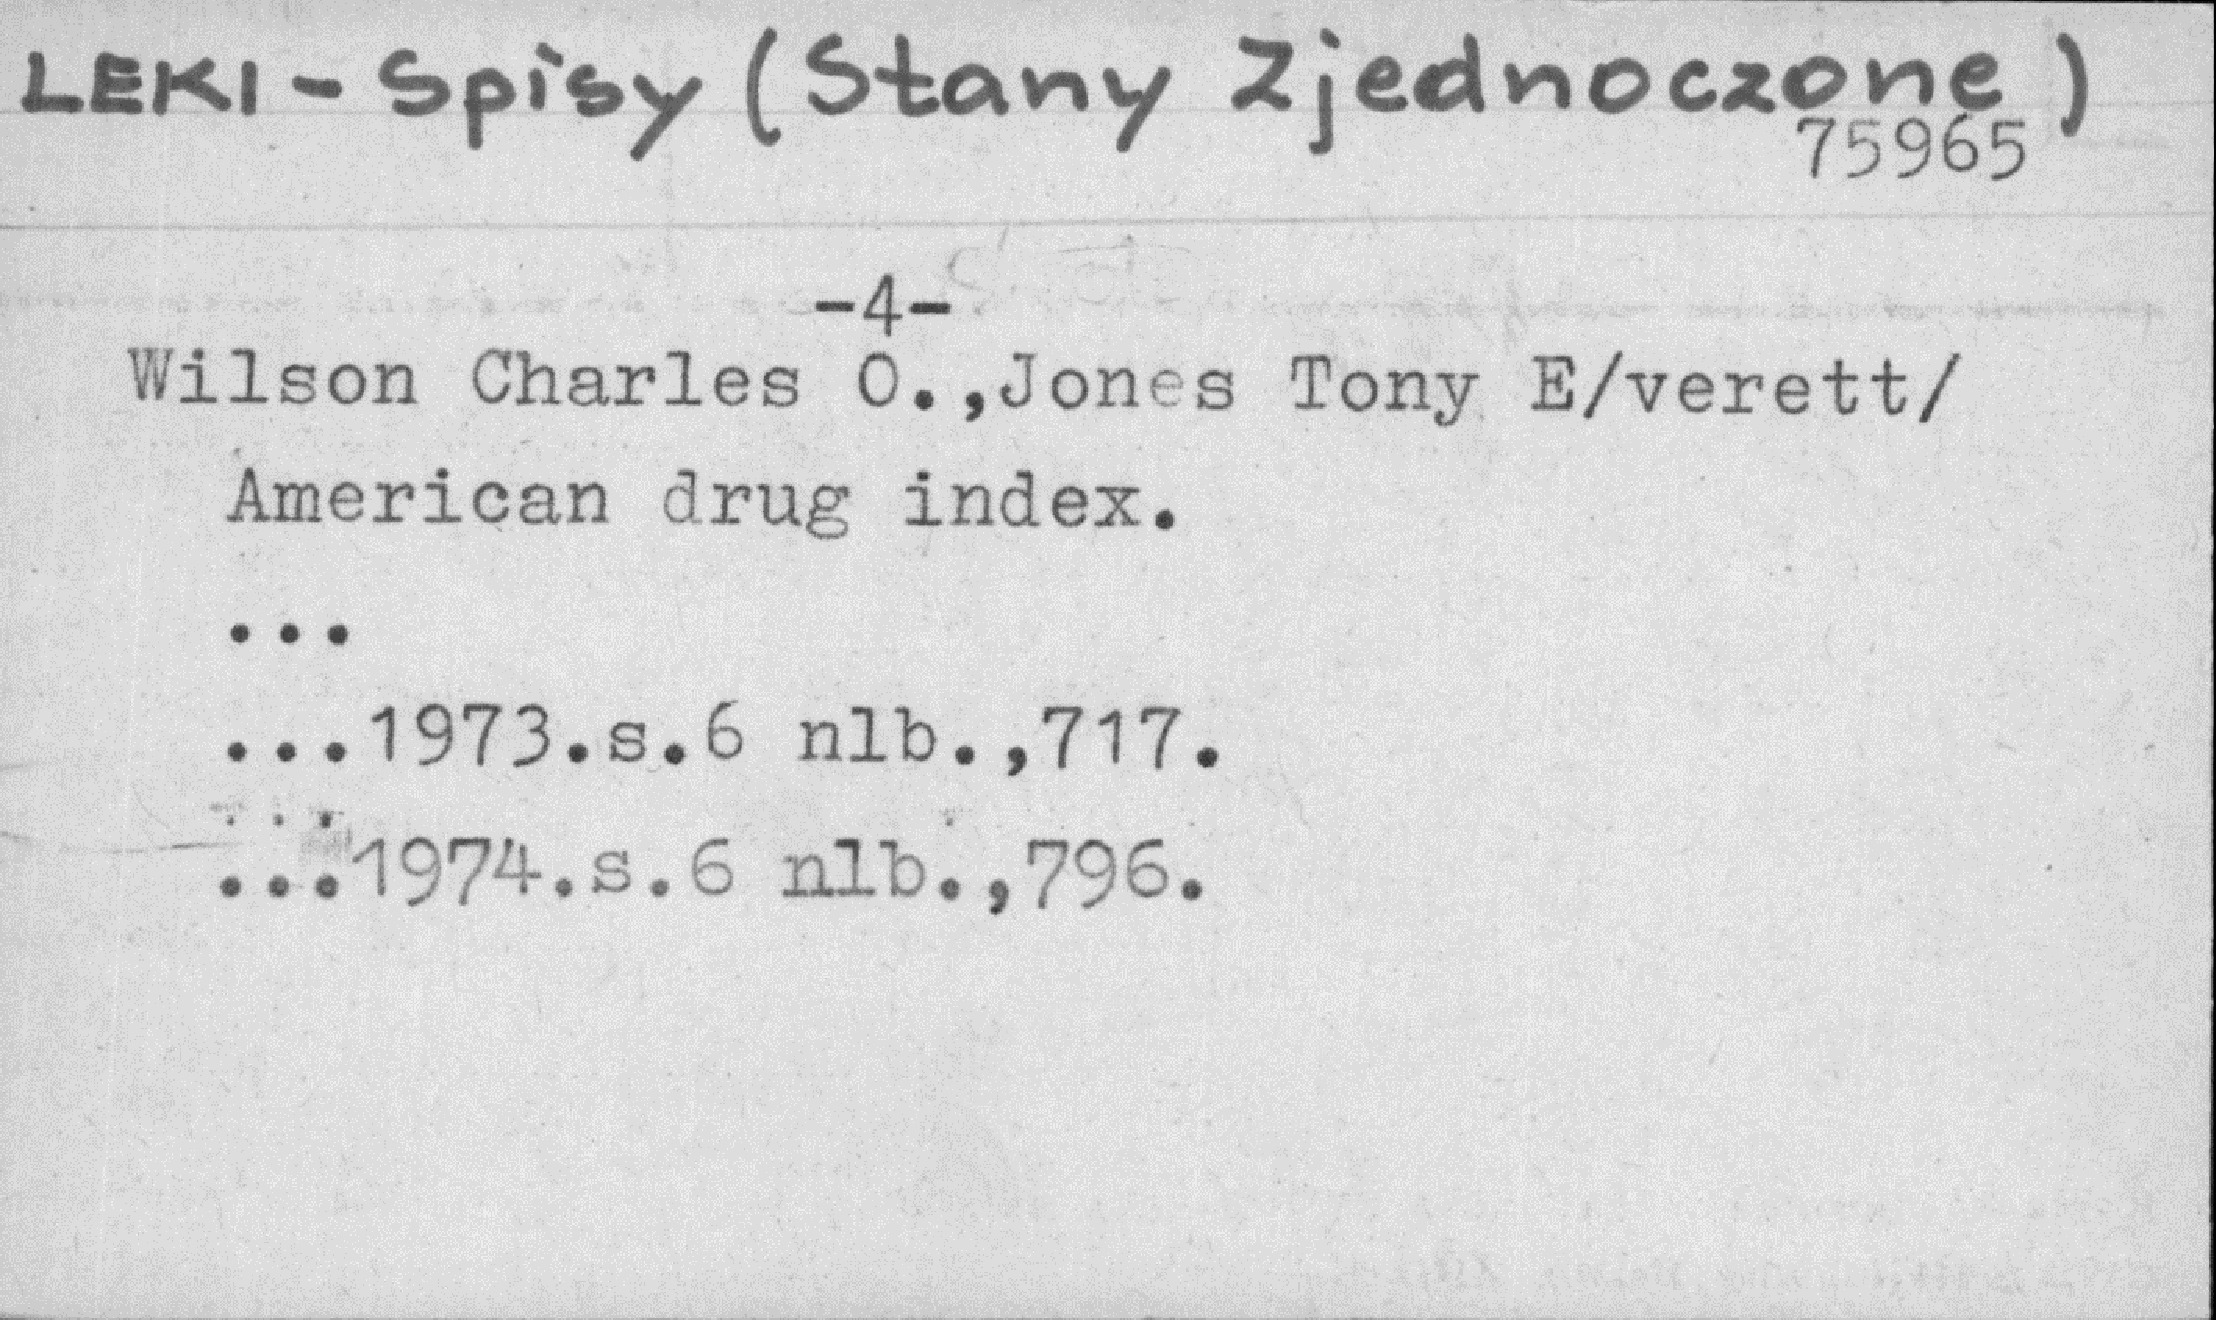 LEKI - Spisy (Stany Zjednoczone)
75965
-4-
Wilson Charles O.,Jones Tony E/verett/
American drug index.
...
...1973.s.6 nlb.,717.
...1974.s.6 nlb.,796.